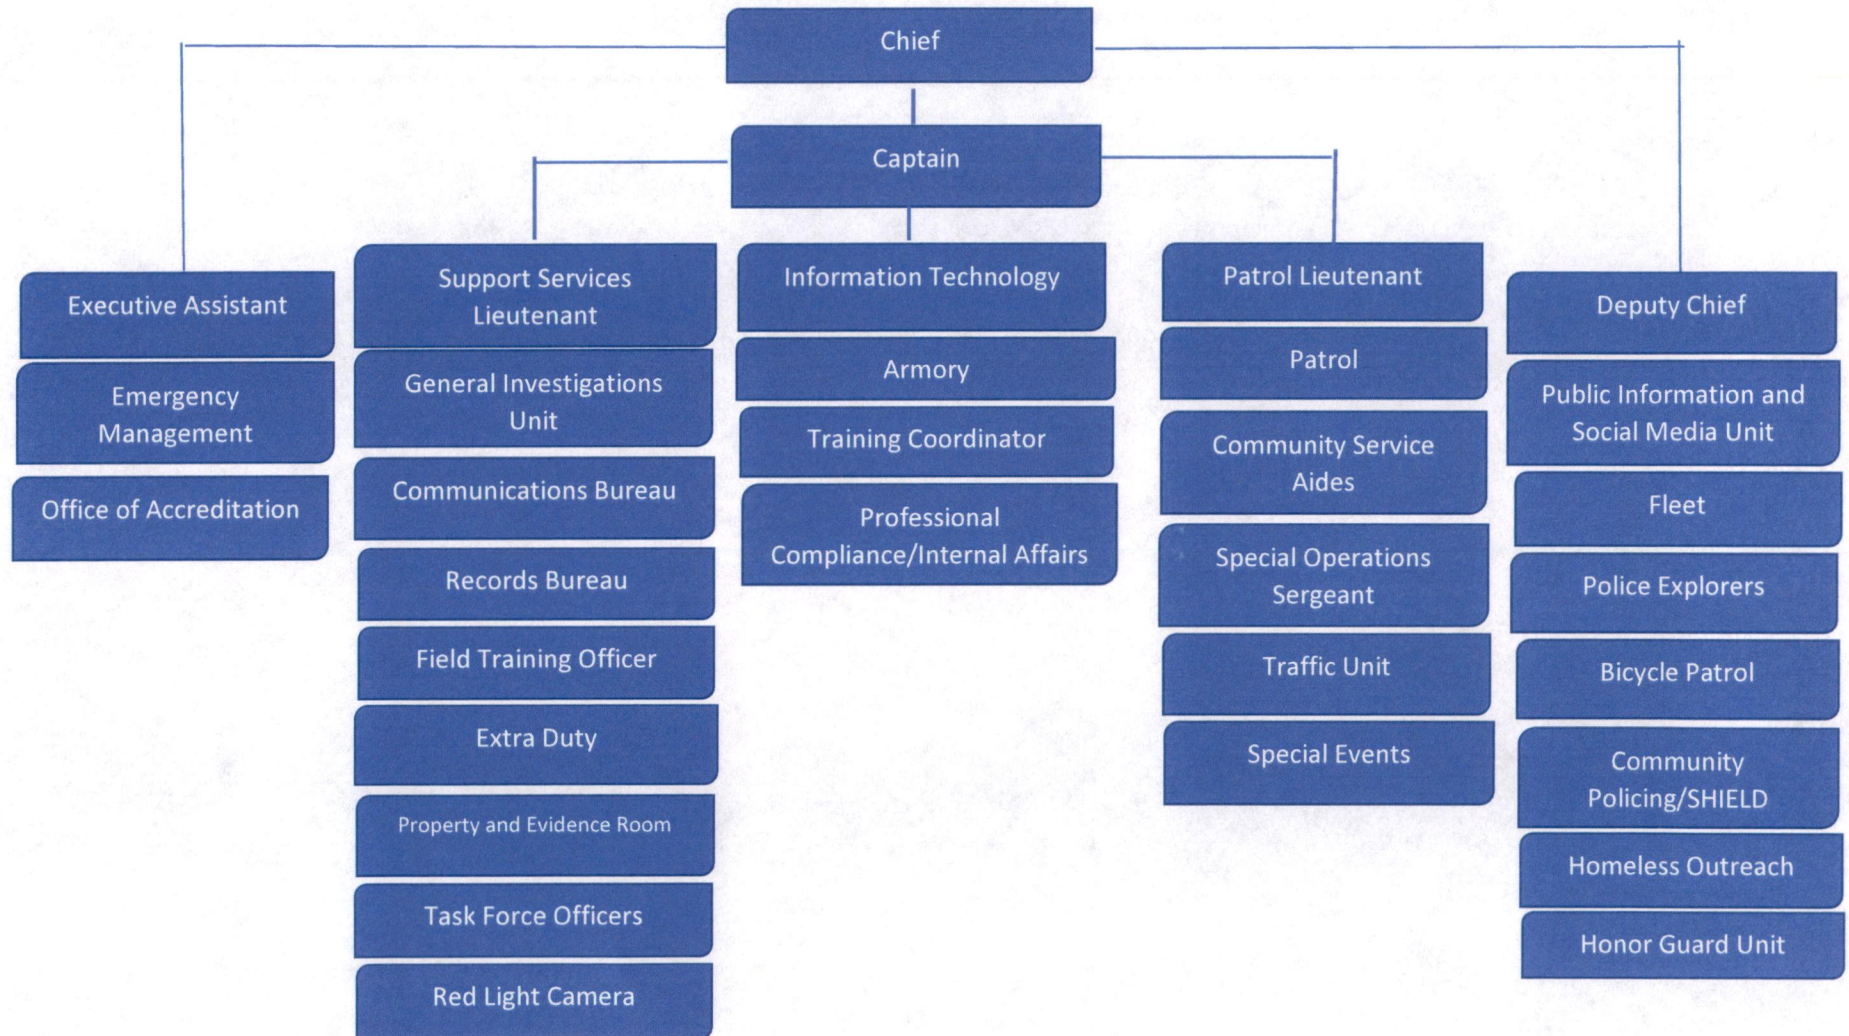 Chief
Captain
Executive Assistant
Emergency
Management
Office of Accreditation
Support Services
Lieutenant
General Investigations
Unit
Communications Bureau
Records Bureau
Field Training Officer
Extra Duty
Property and Evidence Room
Task Force Officers
Red Light Camera
Information Technology
Armory
Training Coordinator
Professional
Compliance/Internal Affairs
Patrol Lieutenant
Patrol
Community Service
Aides
Special Operations
Sergeant
Traffic Unit
Special Events
Deputy Chief
Public Information and
Social Media Unit
Fleet
Police Explorers
Bicycle Patrol
Community
Policing/SHIELD
Homeless Outreach
Honor Guard Unit